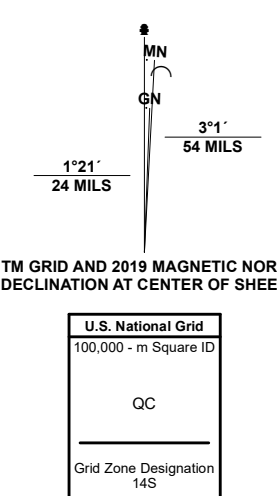 MN
GN
3°1´
54 MILS
1°21´
24 MILS
TM GRID AND 2019 MAGNETIC NOR
DECLINATION AT CENTER OF SHEE
U.S. National Grid
100,000 - m Square ID
QC
Grid Zone Designation
14S